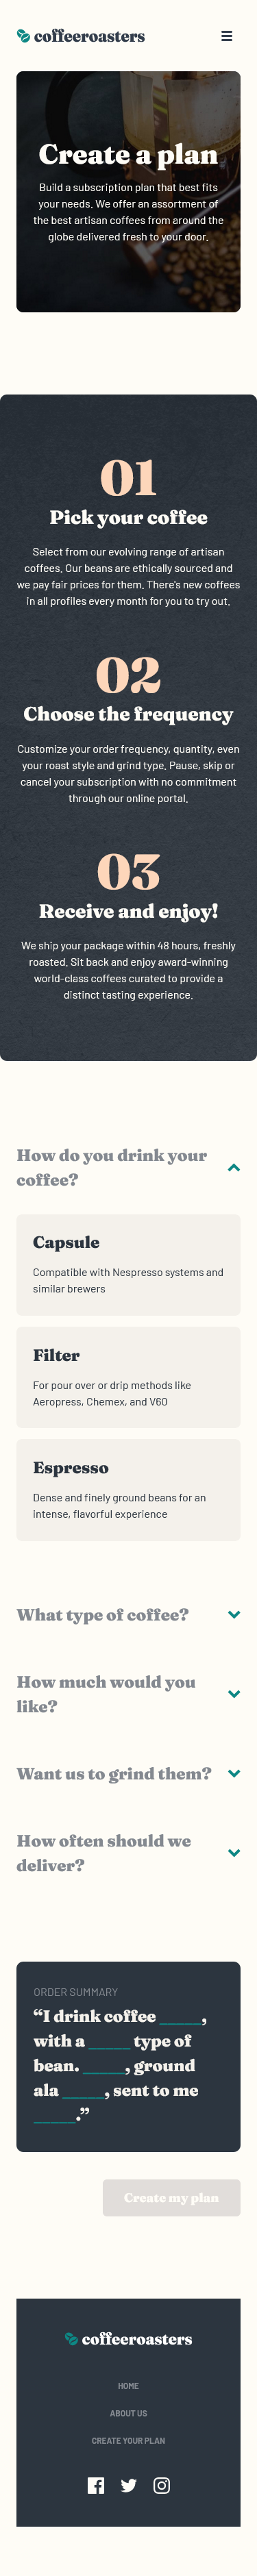 coffeeroasters
Create a plan
Build a subscription plan that best fits
your needs. We offer an assortment of
the best artisan coffees from around the
globe delivered fresh to your door.
01
Pick your coffee
Select from our evolving range of artisan
coffees. Our beans are ethically sourced and
we pay fair prices for them. There's new coffees
in all profiles every month for you to try out.
02
Choose the frequency
Customize your order frequency, quantity, even
your roast style and grind type. Pause, skip or
cancel your subscription with no commitment
through our online portal.
03
Receive and enjoy!
We ship your package within 48 hours, freshly
roasted. Sit back and enjoy award-winning
world-class coffees curated to provide a
distinct tasting experience.
How do you drink your
coffee?
Capsule
Compatible with Nespresso systems and
similar brewers
Filter
For pour over or drip methods like
Aeropress, Chemex, and V60
Espresso
Dense and finely ground beans for an
intense, flavorful experience
What type of coffee?
How much would you
like?
Want us to grind them?
How often should we
deliver?
ORDER SUMMARY
“I drink coffee _____,
with a _____ type of
bean. _____, ground
ala _____, sent to me
_____.”
Create my plan
coffeeroasters
HOME
ABOUT US
CREATE YOUR PLAN